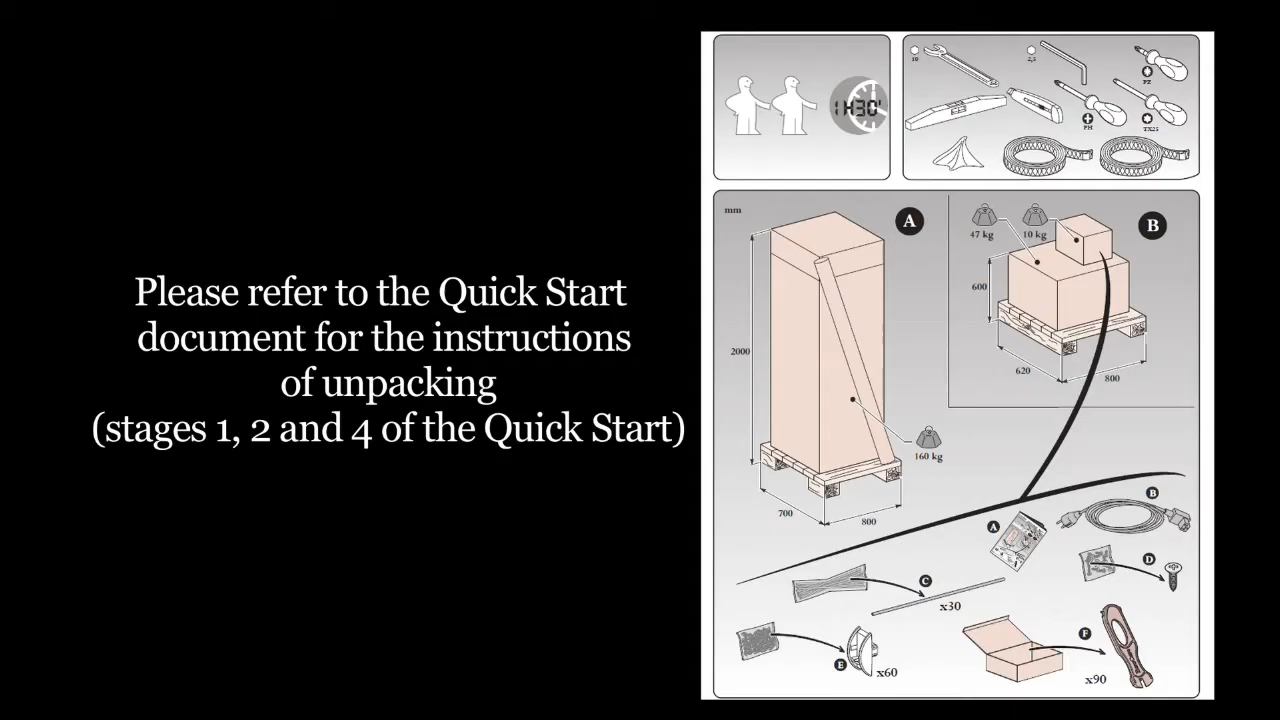 Please refer to the Quick Start
document for the instructions
of unpacking
(stages 1, 2 and 4 of the Quick Start)
1H30'
10
2,5
PZ
PH
TX25
mm
A
2000
700
800
160 kg
B
47 kg
10 kg
600
620
800
A
B
C
x30
D
E
x60
F
x90